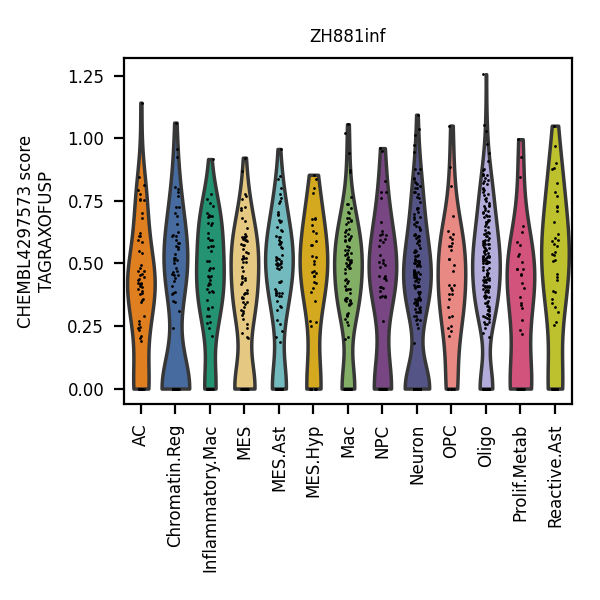 ZH881inf
CHEMBL4297573 score
TAGRAXOFUSP
1.25
1.00
0.75
0.50
0.25
0.00
AC
Chromatin.Reg
Inflammatory.Mac
MES
MES.Ast
MES.Hyp
Mac
NPC
Neuron
OPC
Oligo
Prolif.Metab
Reactive.Ast